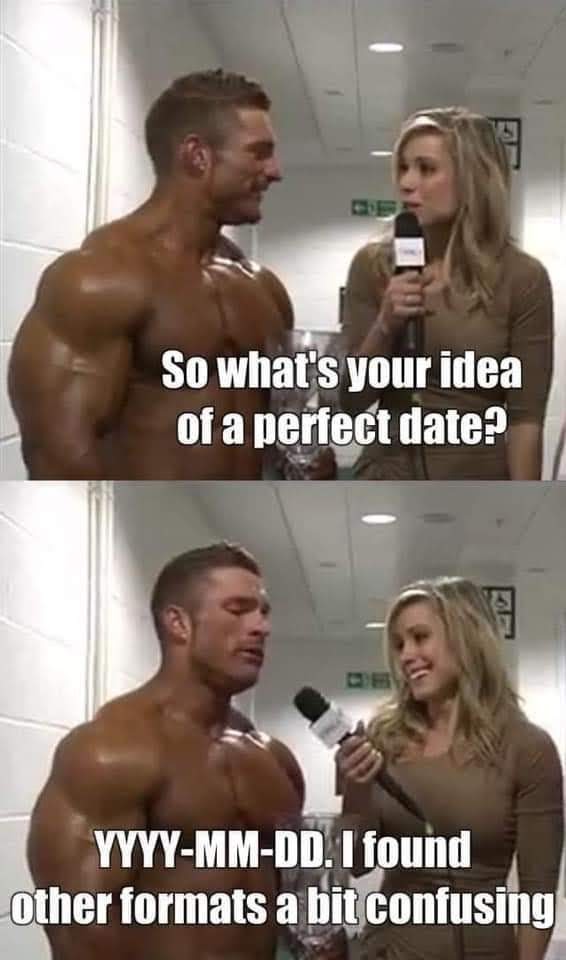 So what's your idea
of a perfect date?
YYYY-MM-DD. I found
other formats a bit confusing